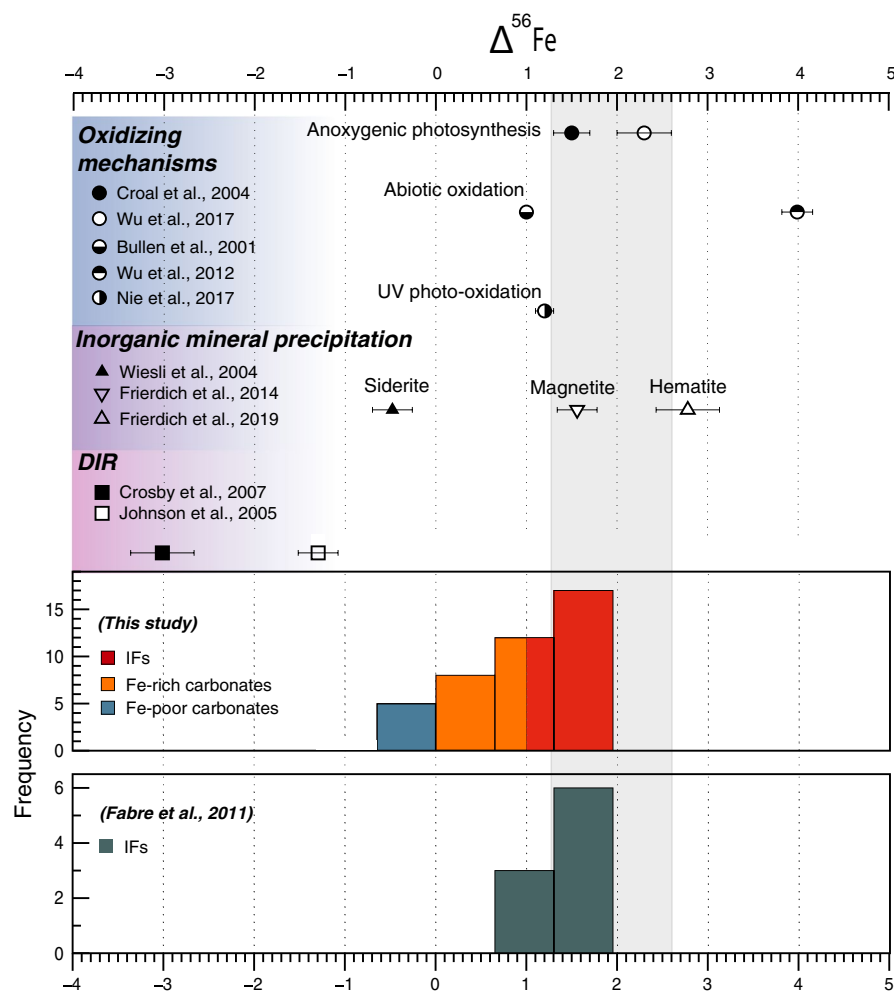 Δ56Fe
–4 –3 –2 –1 0 1 2 3 4 5
Oxidizing
mechanisms
Croal et al., 2004
Wu et al., 2017
Bullen et al., 2001
Wu et al., 2012
Nie et al., 2017
Anoxygenic photosynthesis
Abiotic oxidation
UV photo-oxidation
Inorganic mineral precipitation
Wiesli et al., 2004
Frierdich et al., 2014
Frierdich et al., 2019
Siderite Magnetite Hematite
DIR
Crosby et al., 2007
Johnson et al., 2005
Frequency
15
10
5
0
(This study)
IFs
Fe-rich carbonates
Fe-poor carbonates
6
4
2
0
(Fabre et al., 2011)
IFs
–4 –3 –2 –1 0 1 2 3 4 5